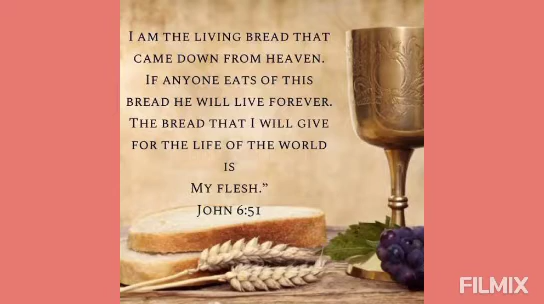 I AM THE LIVING BREAD THAT
CAME DOWN FROM HEAVEN.
IF ANYONE EATS OF THIS
BREAD HE WILL LIVE FOREVER.
THE BREAD THAT I WILL GIVE
FOR THE LIFE OF THE WORLD
IS
MY FLESH.”
JOHN 6:51
FILMIX